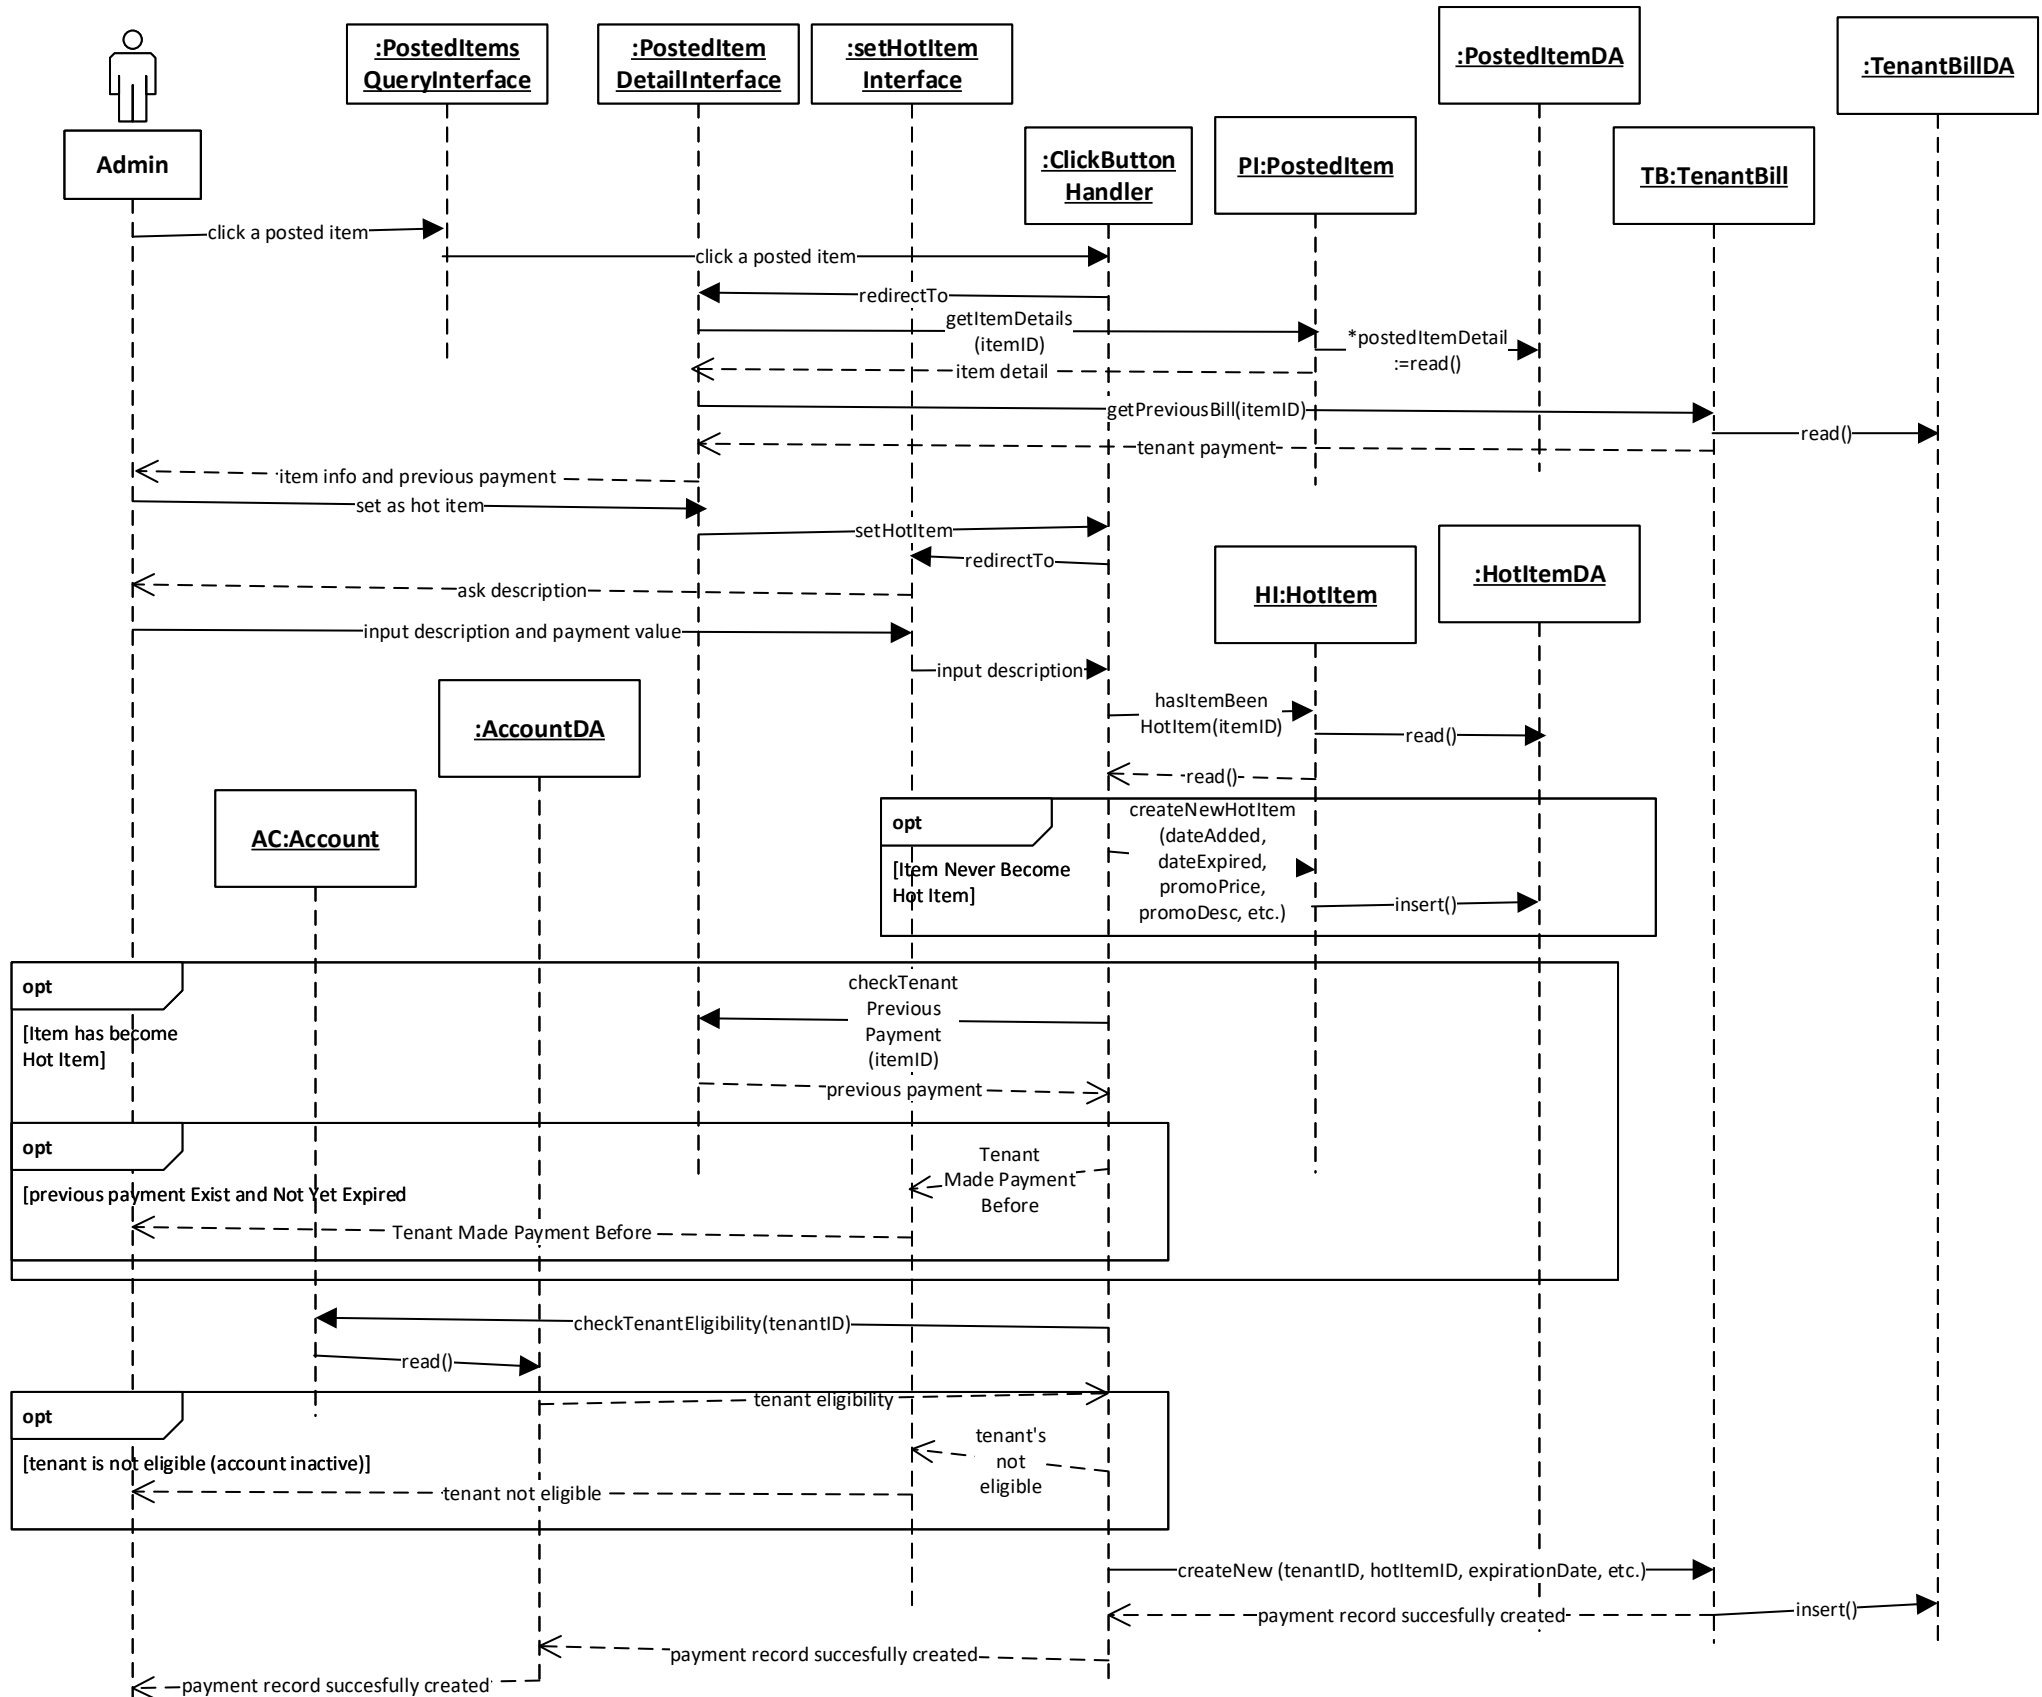 :PostedItems
QueryInterface
:PostedItem
DetailInterface
:setHotItem
Interface
:PostedItemDA
:TenantBillDA
Admin
:ClickButton
Handler
PI:PostedItem
TB:TenantBill
click a posted item
click a posted item
redirectTo
getItemDetails
(itemID)
*postedItemDetail
:=read()
item detail
getPreviousBill(itemID)
read()
tenant payment
item info and previous payment
set as hot item
setHotItem
redirectTo
:HotItemDA
ask description
HI:HotItem
input description and payment value
input description
hasItemBeen
HotItem(itemID)
:AccountDA
read()
read()
AC:Account
opt
[Item Never Become
Hot Item]
createNewHotItem
(dateAdded,
dateExpired,
promoPrice,
promoDesc, etc.)
insert()
opt
[Item has become
Hot Item]
checkTenant
Previous
Payment
(itemID)
previous payment
opt
[previous payment Exist and Not Yet Expired
Tenant
Made Payment
Before
Tenant Made Payment Before
checkTenantEligibility(tenantID)
read()
opt
tenant eligibility
[tenant is not eligible (account inactive)]
tenant's
not
eligible
tenant not eligible
createNew (tenantID, hotItemID, expirationDate, etc.)
insert()
payment record succesfully created
payment record succesfully created
payment record succesfully created